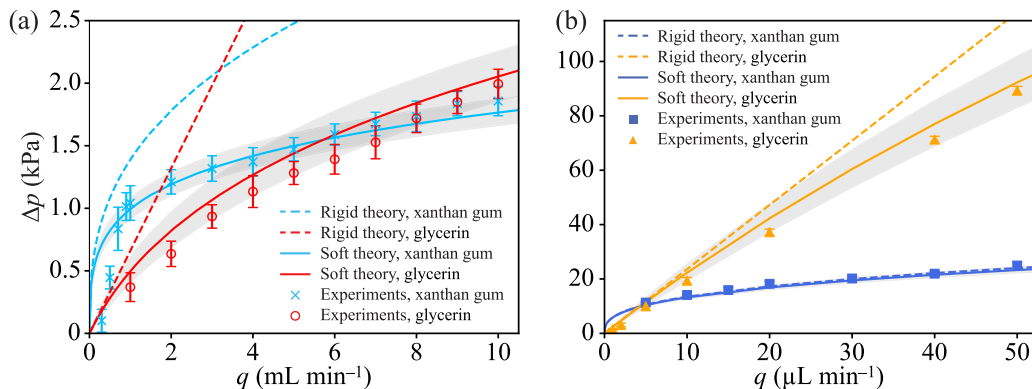 (a)
2.5
2.0
1.5
1.0
0.5
0
Δp (kPa)
0 2 4 6 8 10
q (mL min⁻¹)
Rigid theory, xanthan gum
Rigid theory, glycerin
Soft theory, xanthan gum
Soft theory, glycerin
Experiments, xanthan gum
Experiments, glycerin
(b)
100
80
60
40
20
0
0 10 20 30 40 50
q (μL min⁻¹)
Rigid theory, xanthan gum
Rigid theory, glycerin
Soft theory, xanthan gum
Soft theory, glycerin
Experiments, xanthan gum
Experiments, glycerin